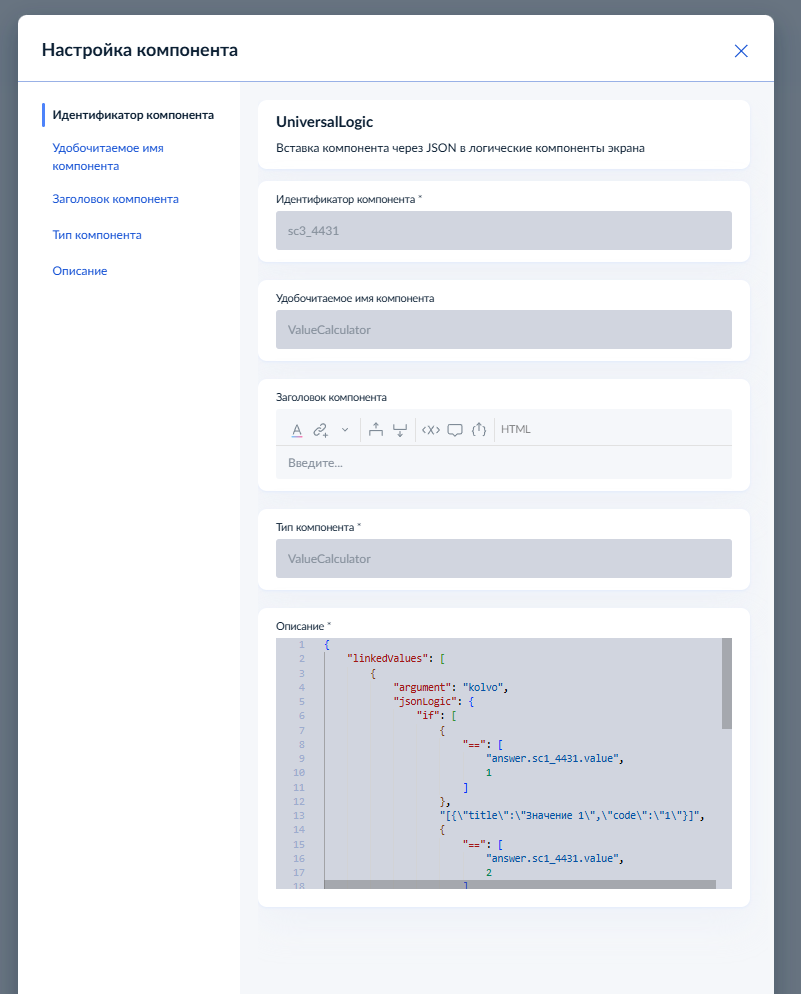 Настройка компонента
Идентификатор компонента
Удобочитаемое имя
компонента
Заголовок компонента
Тип компонента
Описание
UniversalLogic
Вставка компонента через JSON в логические компоненты экрана
Идентификатор компонента *
sc3_4431
Удобочитаемое имя компонента
ValueCalculator
Заголовок компонента
A HTML
Введите...
Тип компонента *
ValueCalculator
Описание *
1 {
2 "linkedValues": [
3 {
4 "argument": "kolvo",
5 "jsonLogic": {
6 "if": [
7 {
8 "==": [
9 "answer.sc1_4431.value",
10 1
11 ]
12 },
13 "[{\"title\":\"Значение 1\",\"code\":\"1\"}]",
14 {
15 "==": [
16 "answer.sc1_4431.value",
17 2
18 ]